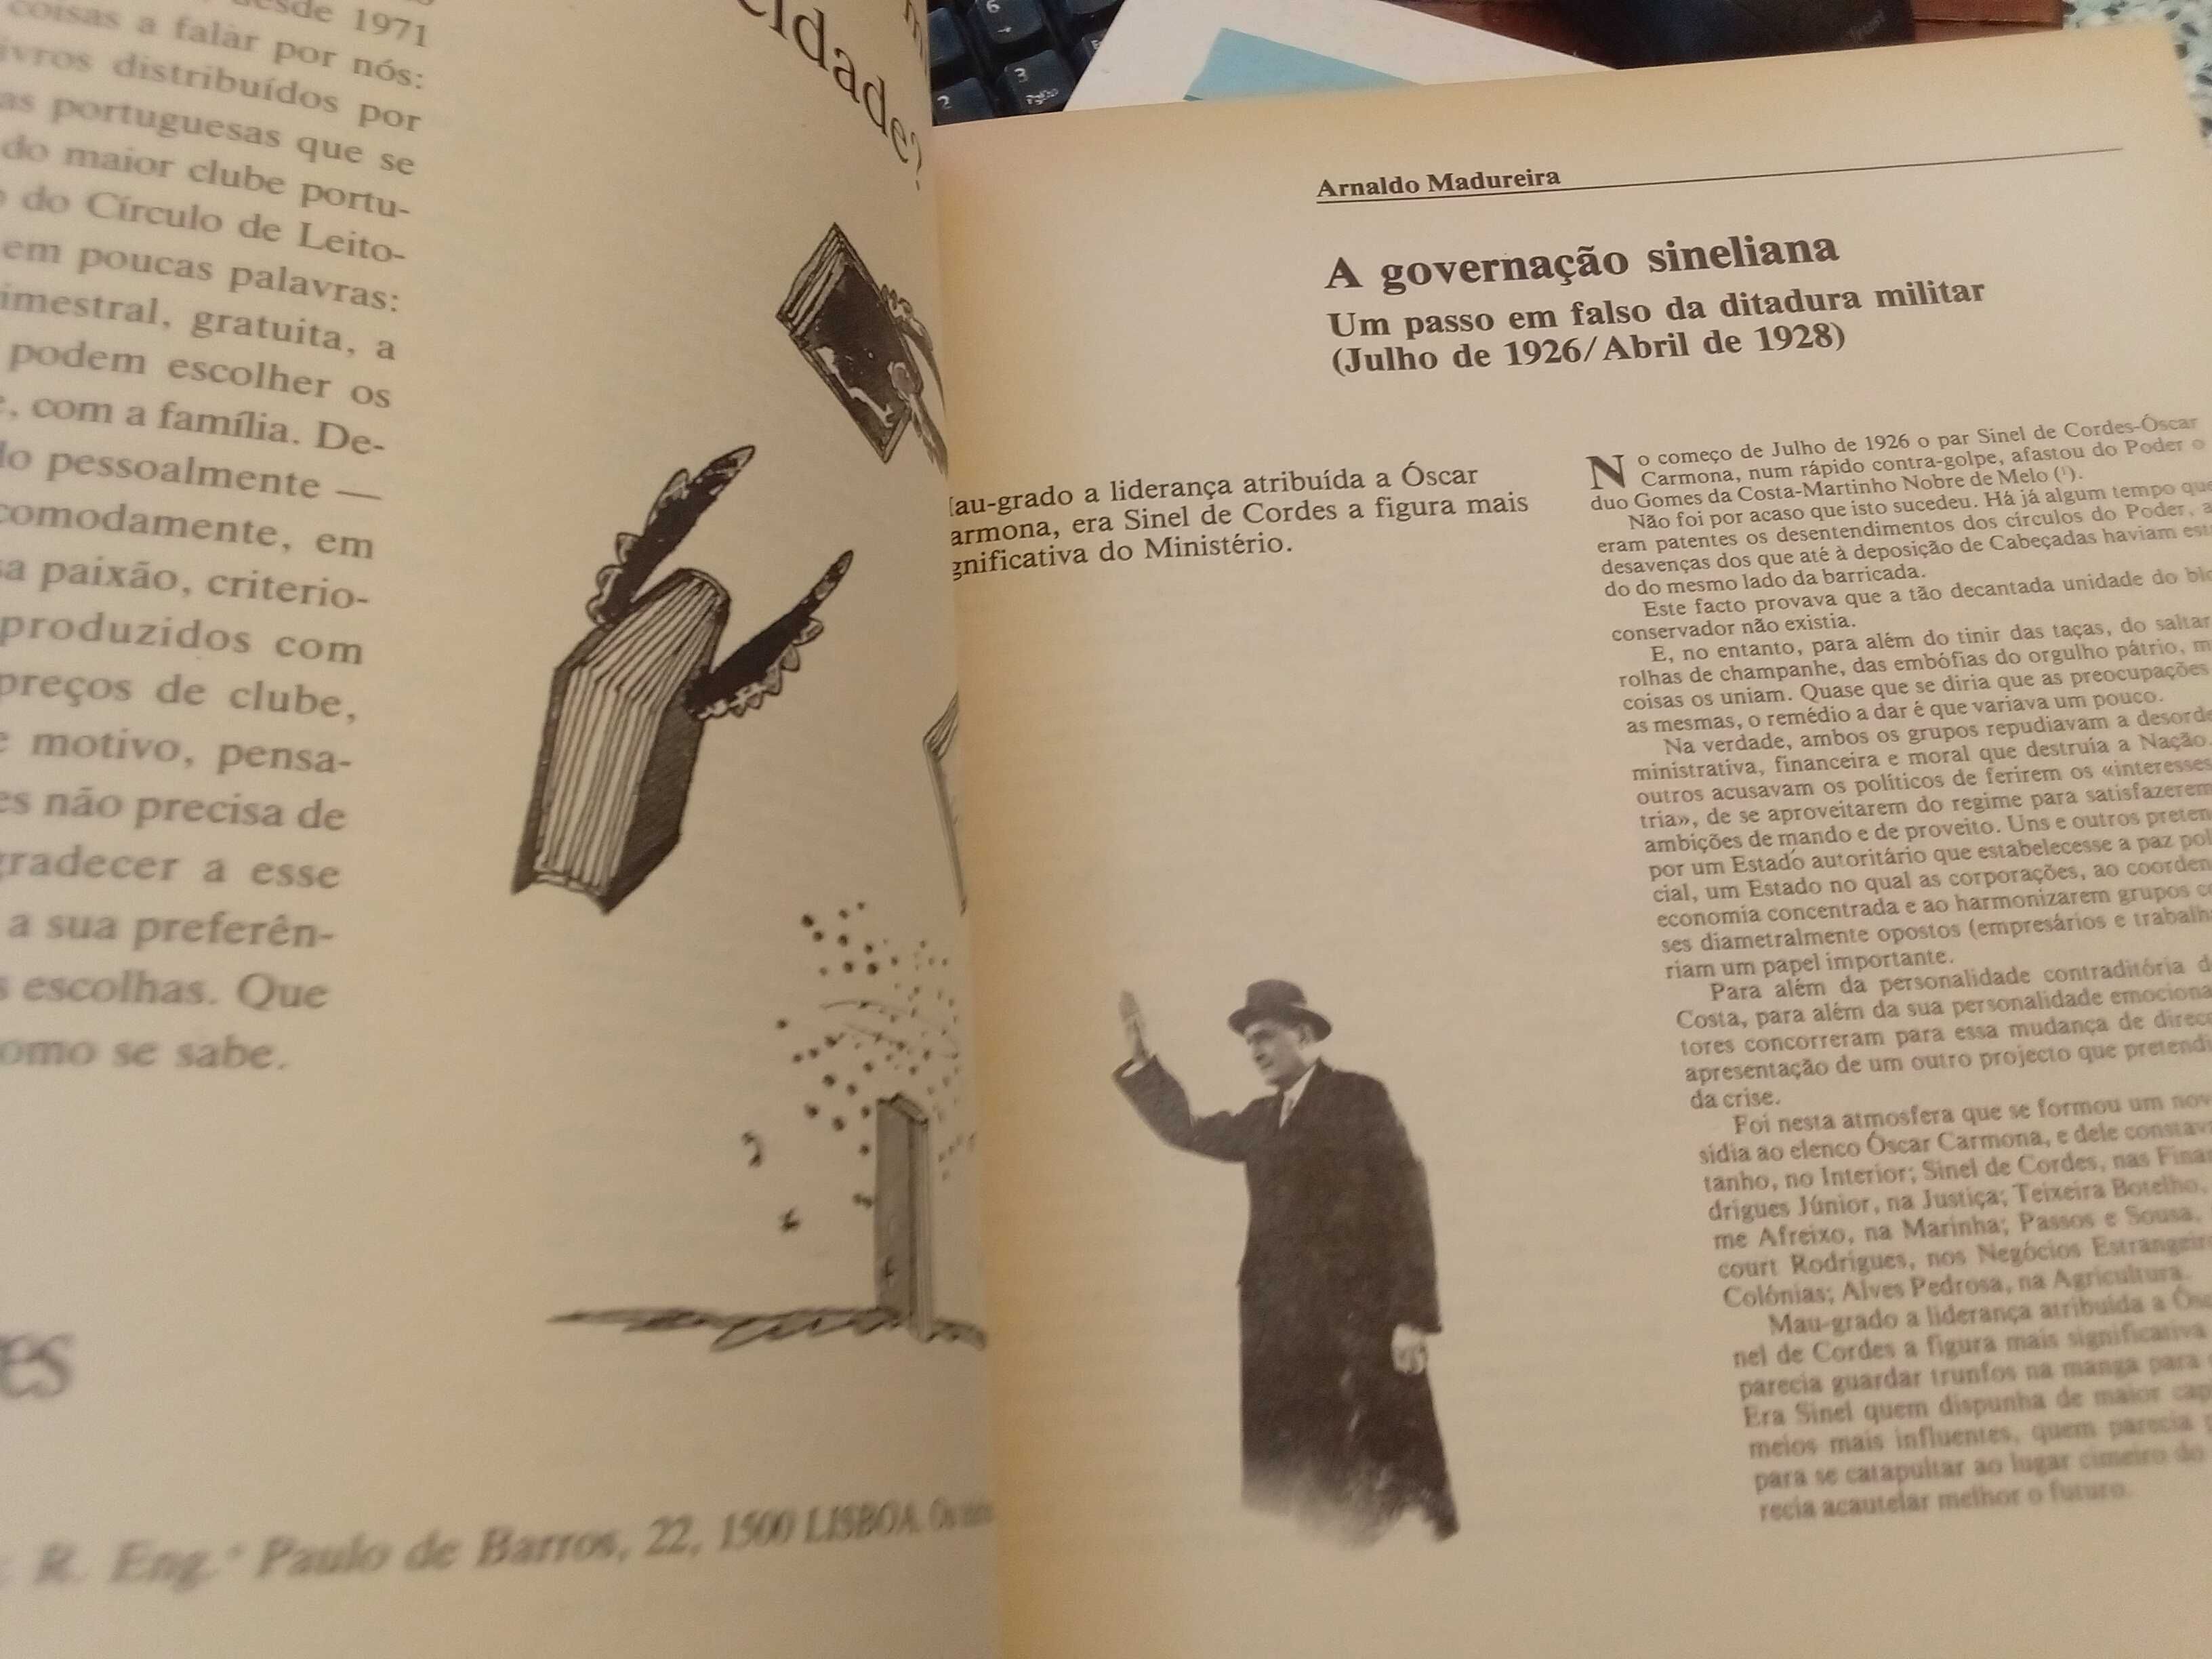 desde 1971
coisas a falar por nós:
livros distribuídos por
as portuguesas que se
do maior clube portu-
do Círculo de Leito-
em poucas palavras:
imestral, gratuita, a
podem escolher os
, com a família. De-
lo pessoalmente —
comodamente, em
sa paixão, criterio-
produzidos com
preços de clube,
e motivo, pensa-
es não precisa de
gradecer a esse
a sua preferên-
s escolhas. Que
omo se sabe.
es
R. Eng.º Paulo de Barros, 22, 1500 LISBOA.
cidade?
Arnaldo Madureira
A governação sineliana
Um passo em falso da ditadura militar
(Julho de 1926/Abril de 1928)
au-grado a liderança atribuída a Óscar
armona, era Sinel de Cordes a figura mais
gnificativa do Ministério.
No começo de Julho de 1926 o par Sinel de Cordes-Óscar
Carmona, num rápido contra-golpe, afastou do Poder o
duo Gomes da Costa-Martinho Nobre de Melo (¹).
Não foi por acaso que isto sucedeu. Há já algum tempo que
eram patentes os desentendimentos dos círculos do Poder, a
desavenças dos que até à deposição de Cabeçadas haviam est
do do mesmo lado da barricada.
Este facto provava que a tão decantada unidade do blo
conservador não existia.
E, no entanto, para além do tinir das taças, do saltar
rolhas de champanhe, das embófias do orgulho pátrio, m
coisas os uniam. Quase que se diria que as preocupações
as mesmas, o remédio a dar é que variava um pouco.
Na verdade, ambos os grupos repudiavam a desorde
ministrativa, financeira e moral que destruía a Nação.
outros acusavam os políticos de ferirem os «interesses
tria», de se aproveitarem do regime para satisfazerem
ambições de mando e de proveito. Uns e outros preten
por um Estado autoritário que estabelecesse a paz pol
cial, um Estado no qual as corporações, ao coorden
economia concentrada e ao harmonizarem grupos co
ses diametralmente opostos (empresários e trabalh
riam um papel importante.
Para além da personalidade contraditória d
Costa, para além da sua personalidade emociona
tores concorreram para essa mudança de direc
apresentação de um outro projecto que pretendi
da crise.
Foi nesta atmosfera que se formou um nov
sidia ao elenco Óscar Carmona, e dele constav
tanho, no Interior; Sinel de Cordes, nas Finan
drigues Júnior, na Justiça; Teixeira Botelho,
me Afreixo, na Marinha; Passos e Sousa,
court Rodrigues, nos Negócios Estrangeir
Colónias; Alves Pedrosa, na Agricultura.
Mau-grado a liderança atribuída a Ós
nel de Cordes a figura mais significativa
parecia guardar trunfos na manga para
Era Sinel quem dispunha de maior cap
meios mais influentes, quem parecia
para se catapultar ao lugar cimeiro do
recia acautelar melhor o futuro.